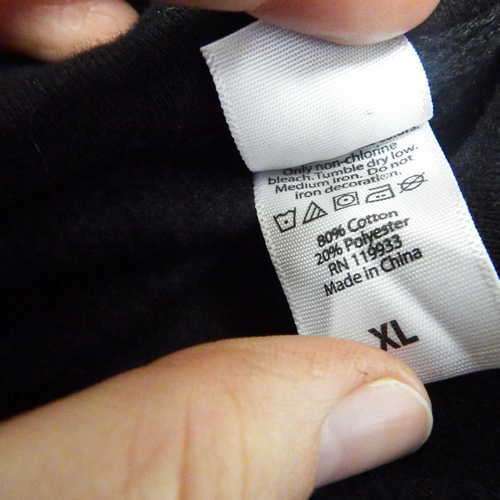 Only non-chlorine
bleach. Tumble dry low.
Medium iron. Do not
iron decoration.
80% Cotton
20% Polyester
RN 119933
Made in China
XL